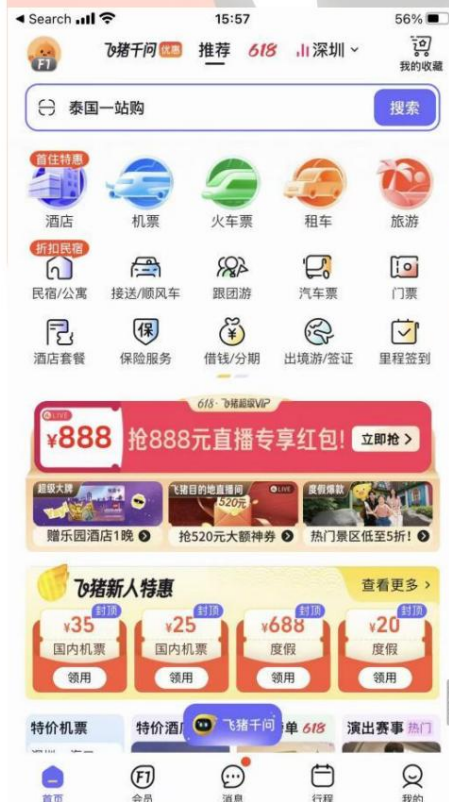 Search
15:57
56%
飞猪千问 优惠 推荐 618 深圳
我的收藏
F1
泰国一站购 搜索
首住特惠
酒店 机票 火车票 租车 旅游
折扣民宿
民宿/公寓 接送/顺风车 跟团游 汽车票 门票
保
酒店套餐 保险服务 借钱/分期 出境游/签证 里程签到
618·飞猪超级VIP
LIVE
¥888 抢888元直播专享红包! 立即抢
超级大牌 飞猪目的地直播间 LIVE 度假爆款
520元
赠乐园酒店1晚 抢520元大额神券 热门景区低至5折!
飞猪新人特惠 查看更多
封顶 封顶 封顶 封顶
¥35 ¥25 ¥688 ¥20
国内机票 国内机票 度假 度假
领用 领用 领用 领用
特价机票 特价酒 飞猪千问 单 618 演出赛事 热门
F1
首页 会员 消息 行程 我的